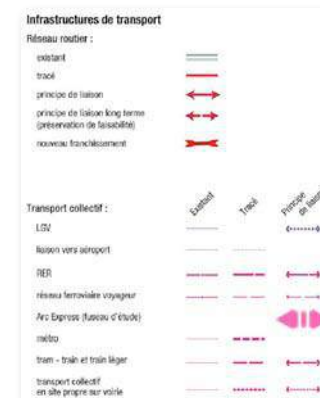 Infrastructures de transport
Réseau routier :
existant
tracé
principe de liaison
principe de liaison long terme
(préservation de faisabilité)
nouveau franchissement
Transport collectif :
Existant
Tracé
Principe
de liaison
LGV
liaison vers aéroport
RER
réseau ferroviaire voyageur
Arc Express (fuseau d'étude)
métro
tram - train et train léger
transport collectif
en site propre sur voirie